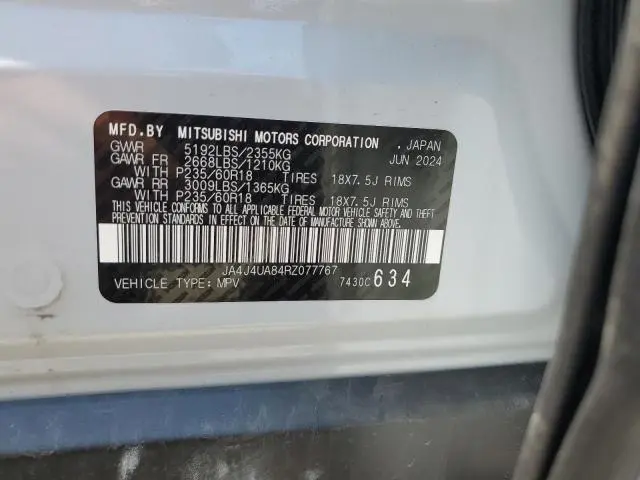 MFD.BY MITSUBISHI MOTORS CORPORATION , JAPAN
GVWR 5192LBS/2355KG JUN 2024
GAWR FR 2668LBS/1210KG
WITH P235/60R18 TIRES 18X7.5J RIMS
GAWR RR 3009LBS/1365KG
WITH P235/60R18 TIRES 18X7.5J RIMS
THIS VEHICLE CONFORMS TO ALL APPLICABLE FEDERAL MOTOR VEHICLE SAFETY AND THEFT
PREVENTION STANDARDS IN EFFECT ON THE DATE OF MANUFACTURE SHOWN ABOVE.
JA4J4UA84RZ077767
VEHICLE TYPE: MPV 7430C 634